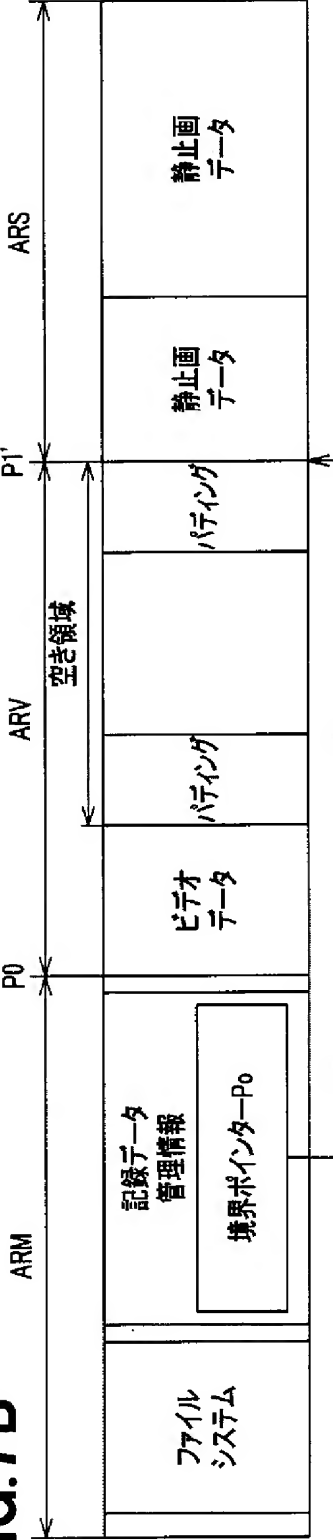 ARM
P0
ARV
P1'
ARS
空き領域
ファイル
システム
記録データ
管理情報
境界ポインターPo
ビデオ
データ
パディング
パディング
静止画
データ
静止画
データ